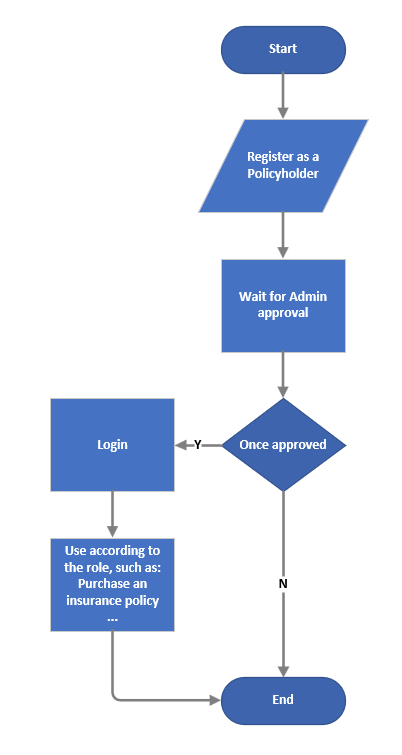 Start
Register as a
Policyholder
Wait for Admin
approval
Once approved
Y
Login
Use according to
the role, such as:
Purchase an
insurance policy
...
N
End